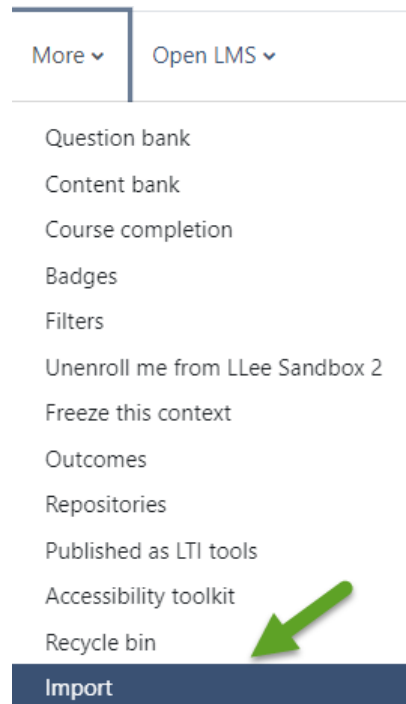 More Open LMS
Question bank
Content bank
Course completion
Badges
Filters
Unenroll me from LLee Sandbox 2
Freeze this context
Outcomes
Repositories
Published as LTI tools
Accessibility toolkit
Recycle bin
Import